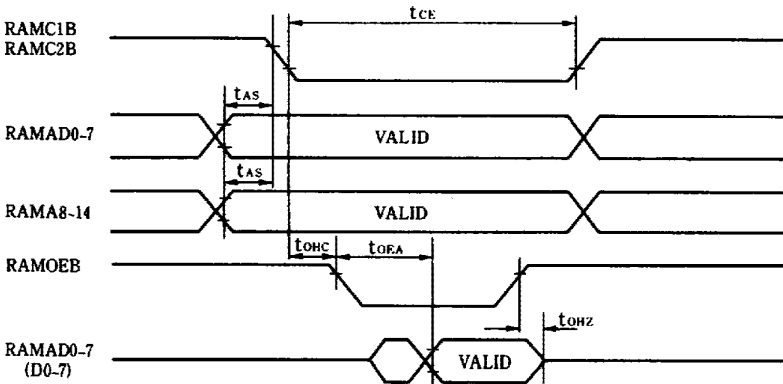 tCE
RAMC1B
RAMC2B
tAS
RAMAD0-7
VALID
tAS
RAMA8-14
VALID
tOHC
tOEA
RAMOEB
tOHZ
RAMAD0-7
(D0-7)
VALID